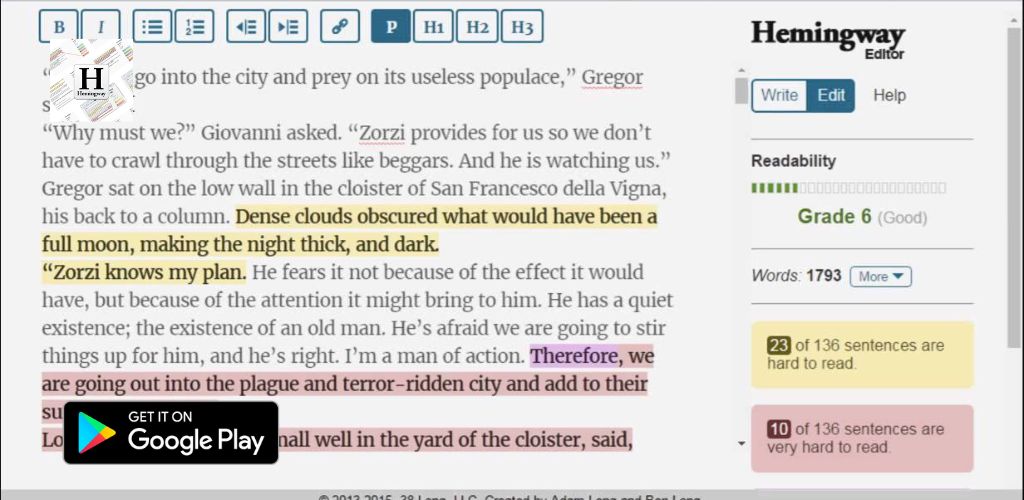 B I P H1 H2 H3
Hemingway
Editor
H
Hemingway
go into the city and prey on its useless populace,” Gregor
“Why must we?” Giovanni asked. “Zorzi provides for us so we don’t
have to crawl through the streets like beggars. And he is watching us.”
Gregor sat on the low wall in the cloister of San Francesco della Vigna,
his back to a column. Dense clouds obscured what would have been a
full moon, making the night thick, and dark.
“Zorzi knows my plan. He fears it not because of the effect it would
have, but because of the attention it might bring to him. He has a quiet
existence; the existence of an old man. He’s afraid we are going to stir
things up for him, and he’s right. I’m a man of action. Therefore, we
are going out into the plague and terror-ridden city and add to their
well in the yard of the cloister, said,
GET IT ON
Google Play
Write Edit Help
Readability
Grade 6 (Good)
Words: 1793 More
23 of 136 sentences are
hard to read.
10 of 136 sentences are
very hard to read.